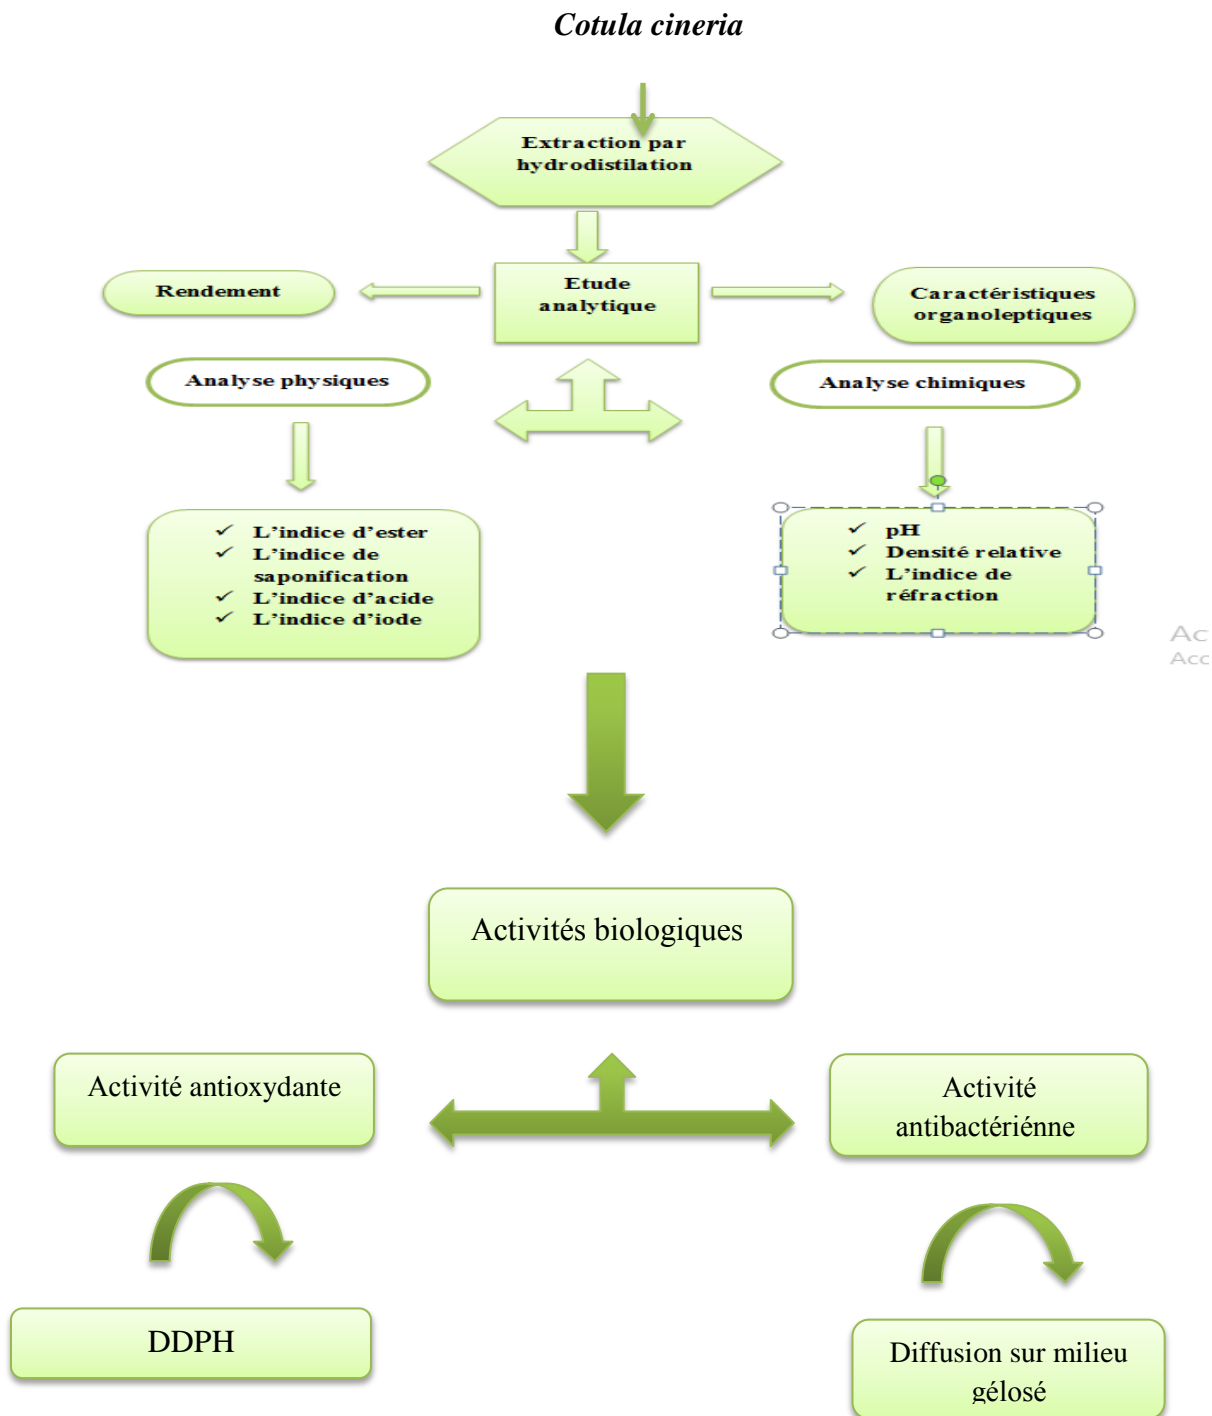 Cotula cineria
Extraction par
hydrodistilation
Rendement
Etude
analytique
Caractéristiques
organoleptiques
Analyse physiques
Analyse chimiques
✓ L'indice d'ester
✓ L'indice de
saponification
✓ L'indice d'acide
✓ L'indice d'iode
✓ pH
✓ Densité relative
✓ L'indice de
réfraction
Activités biologiques
Activité antioxydante
Activité
antibactériénne
DDPH
Diffusion sur milieu
gélosé